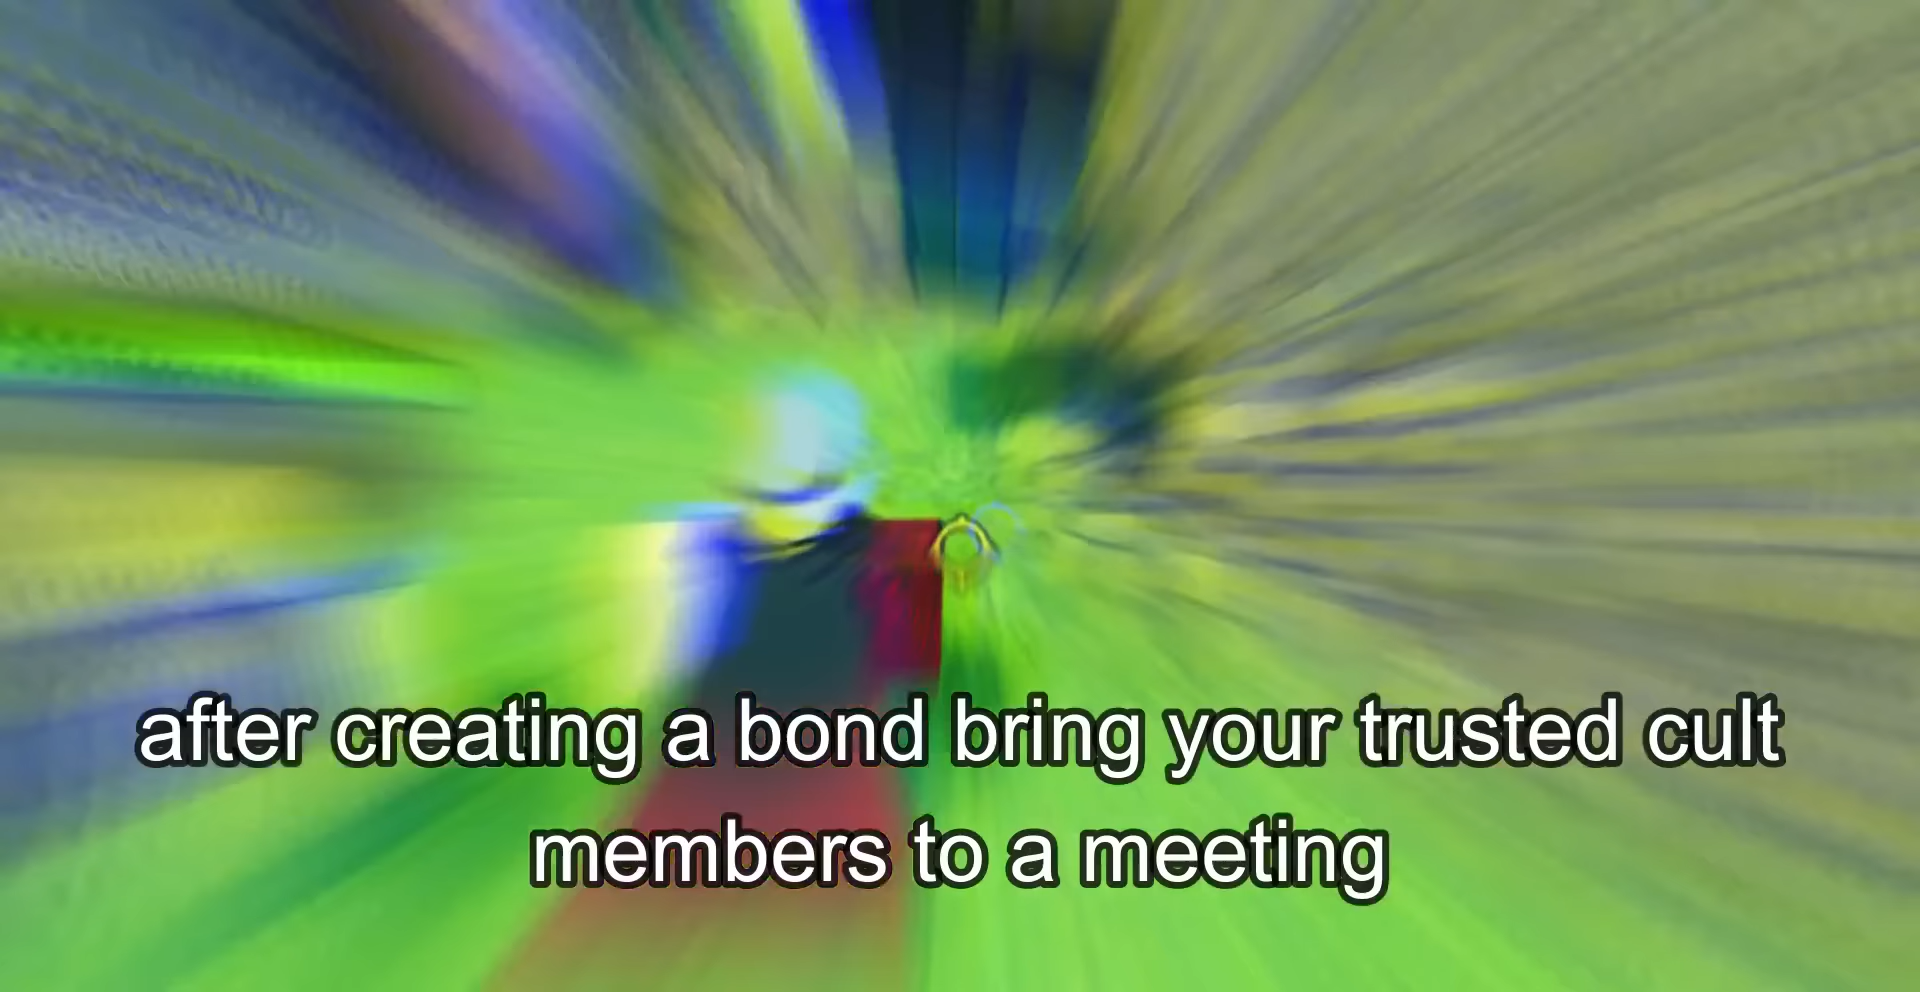 after creating a bond bring your trusted cult
members to a meeting